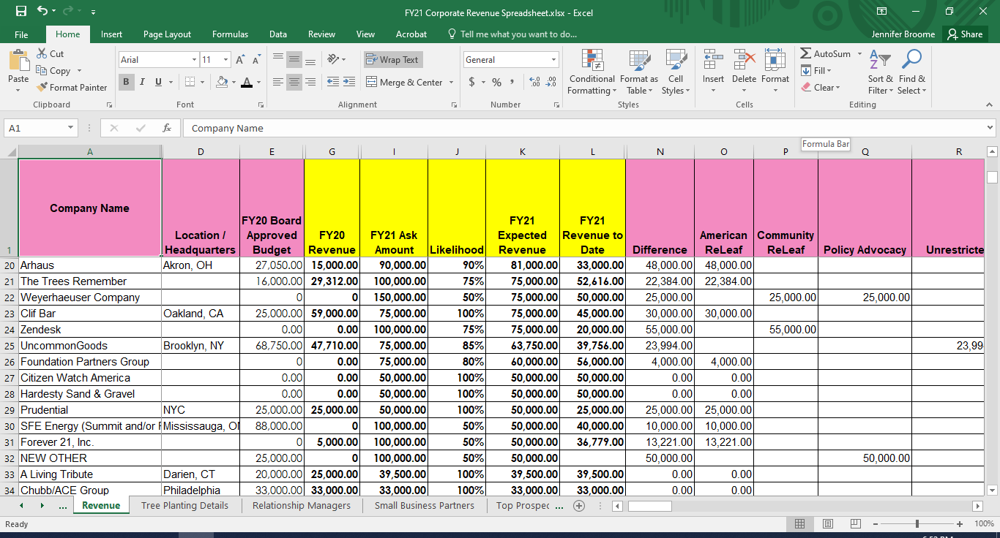 FY21 Corporate Revenue Spreadsheet.xlsx - Excel
File Home Insert Page Layout Formulas Data Review View Acrobat Tell me what you want to do... Jennifer Broome Share
Paste Cut Copy Format Painter Clipboard
Arial 11 B I U Font
Wrap Text Merge & Center Alignment
General $ % , Number
Conditional Formatting Format as Table Cell Styles Styles
Insert Delete Format Cells
AutoSum Fill Clear Sort & Filter Find & Select Editing
A1 fx Company Name
Formula Bar
A D E G I J K L N O P Q R
1 Company Name Location / Headquarters FY20 Board Approved Budget FY20 Revenue FY21 Ask Amount Likelihood FY21 Expected Revenue FY21 Revenue to Date Difference American ReLeaf Community ReLeaf Policy Advocacy Unrestricte
20 Arhaus Akron, OH 27,050.00 15,000.00 90,000.00 90% 81,000.00 33,000.00 48,000.00 48,000.00
21 The Trees Remember 16,000.00 29,312.00 100,000.00 75% 75,000.00 52,616.00 22,384.00 22,384.00
22 Weyerhaeuser Company 0 0 150,000.00 50% 75,000.00 50,000.00 25,000.00 25,000.00 25,000.00
23 Clif Bar Oakland, CA 25,000.00 59,000.00 75,000.00 100% 75,000.00 45,000.00 30,000.00 30,000.00
24 Zendesk 0.00 0.00 100,000.00 75% 75,000.00 20,000.00 55,000.00 55,000.00
25 UncommonGoods Brooklyn, NY 68,750.00 47,710.00 75,000.00 85% 63,750.00 39,756.00 23,994.00 23,99
26 Foundation Partners Group 0 0.00 75,000.00 80% 60,000.00 56,000.00 4,000.00 4,000.00
27 Citizen Watch America 0.00 0.00 50,000.00 100% 50,000.00 50,000.00 0.00 0.00
28 Hardesty Sand & Gravel 0.00 0.00 50,000.00 100% 50,000.00 50,000.00 0.00 0.00
29 Prudential NYC 25,000.00 25,000.00 50,000.00 100% 50,000.00 25,000.00 25,000.00 25,000.00
30 SFE Energy (Summit and/or Mississauga, 88,000.00 0 100,000.00 50% 50,000.00 40,000.00 10,000.00 10,000.00
31 Forever 21, Inc. 0 5,000.00 100,000.00 50% 50,000.00 36,779.00 13,221.00 13,221.00
32 NEW OTHER 25,000.00 0 100,000.00 50% 50,000.00 50,000.00 50,000.00
33 A Living Tribute Darien, CT 20,000.00 25,000.00 39,500.00 100% 39,500.00 39,500.00 0.00 0.00
34 Chubb/ACE Group Philadelphia 33,000.00 33,000.00 33,000.00 100% 33,000.00 33,000.00 0.00 0.00
... Revenue Tree Planting Details Relationship Managers Small Business Partners Top Prospec ...
Ready 100%